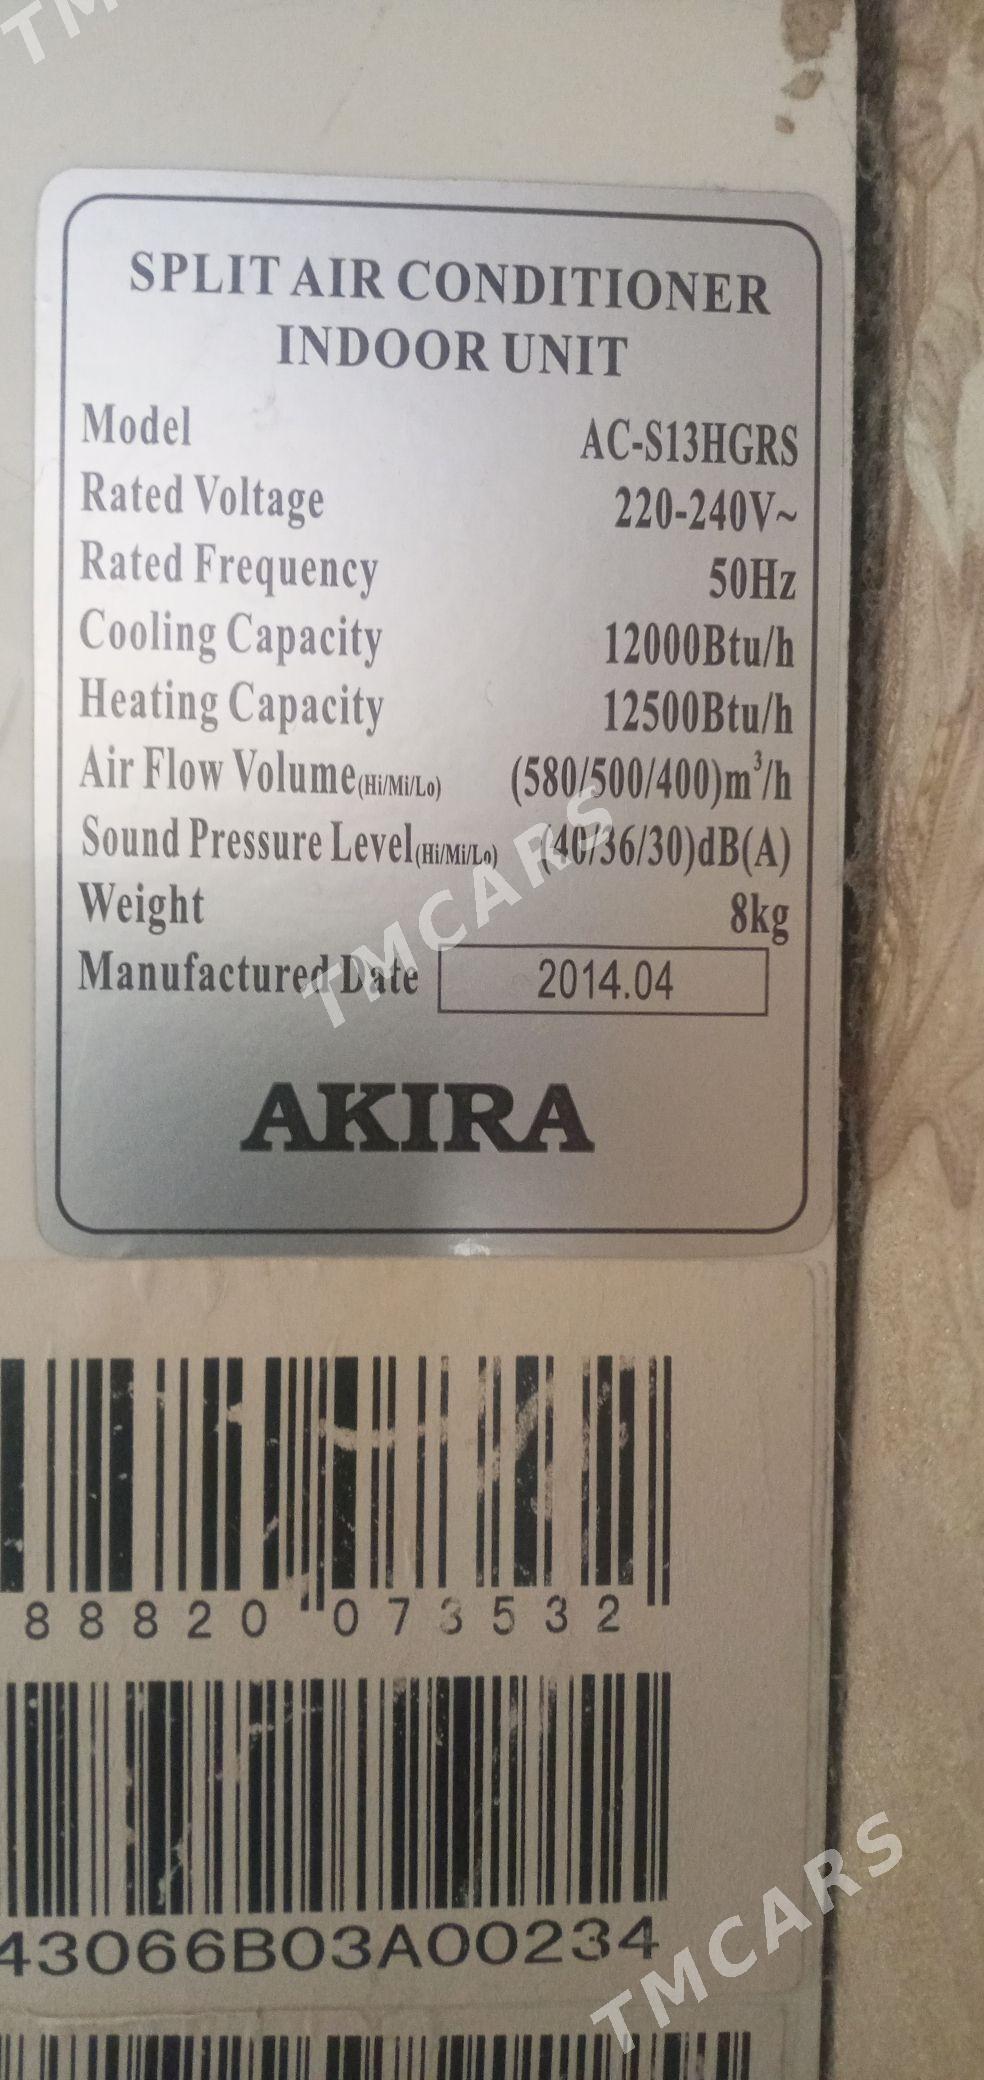 SPLIT AIR CONDITIONER
INDOOR UNIT
Model AC-S13HGRS
Rated Voltage 220-240V~
Rated Frequency 50Hz
Cooling Capacity 12000Btu/h
Heating Capacity 12500Btu/h
Air Flow Volume(Hi/Mi/Lo) (580/500/400)m³/h
Sound Pressure Level(Hi/Mi/Lo) (40/36/30)dB(A)
Weight 8kg
Manufactured Date 2014.04
TMCARS
AKIRA
88820 073532
43066B03A00234
TMCARS